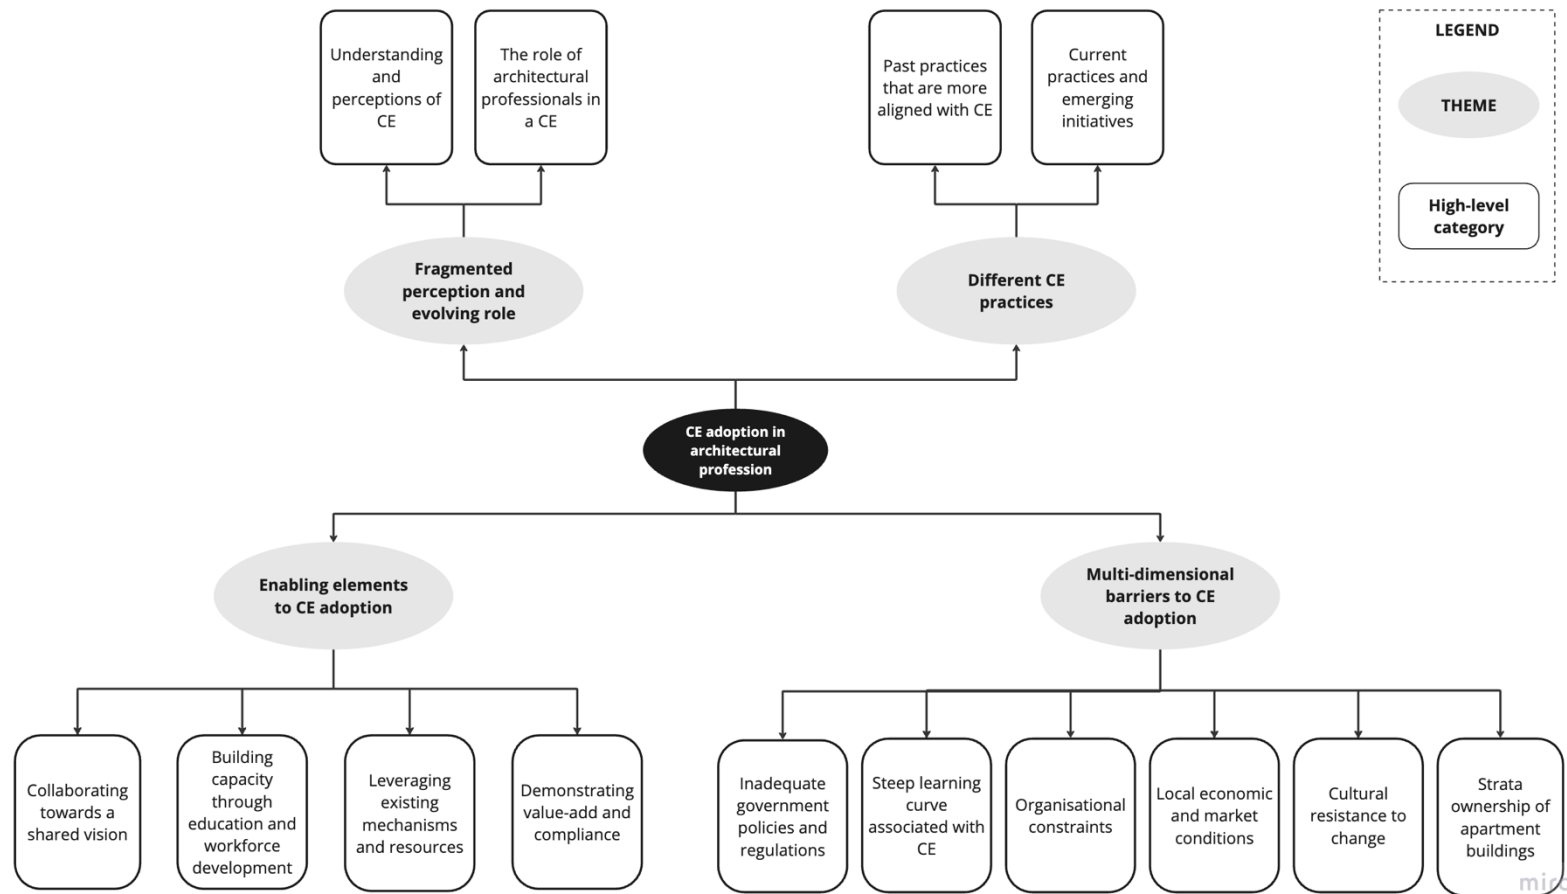 Understanding
and
perceptions of
CE
The role of
architectural
professionals in
a CE
Past practices
that are more
aligned with CE
Current
practices and
emerging
initiatives
LEGEND
THEME
High-level
category
Fragmented
perception and
evolving role
Different CE
practices
CE adoption in
architectural
profession
Enabling elements
to CE adoption
Multi-dimensional
barriers to CE
adoption
Collaborating
towards a
shared vision
Building
capacity
through
education and
workforce
development
Leveraging
existing
mechanisms
and resources
Demonstrating
value-add and
compliance
Inadequate
government
policies and
regulations
Steep learning
curve
associated with
CE
Organisational
constraints
Local economic
and market
conditions
Cultural
resistance to
change
Strata
ownership of
apartment
buildings